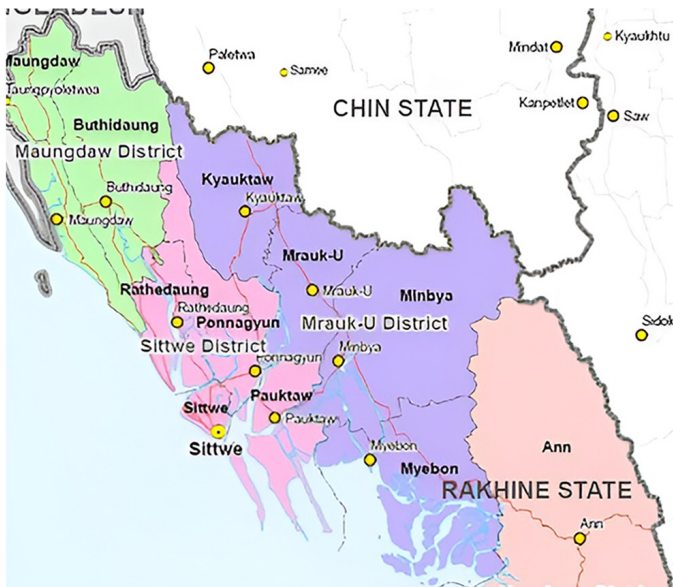 Maungdaw
Paletwa
Samee
Mindat
Kyaukhtu
CHIN STATE
Kanpetlet
Saw
Buthidaung
Maungdaw District
Kyauktaw
Buthidaung
Kyauktaw
Maungdaw
Mrauk-U
Rathedaung
Mrauk-U
Minbya
Rathedaung
Ponnagyun
Mrauk-U District
Sittwe District
Minbya
Ponnagyun
Pauktaw
Sittwe
Pauktaw
Sittwe
Myebon
Myebon
Ann
RAKHINE STATE
Ann